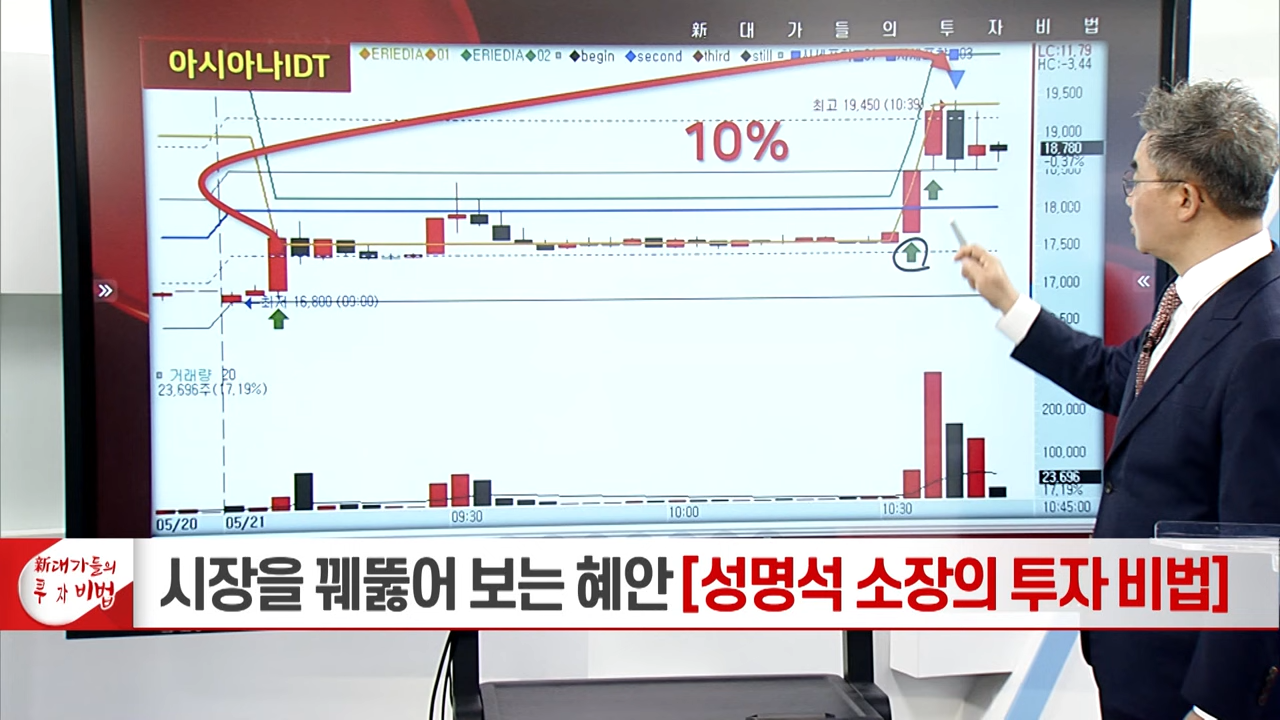 新 대 가 들 의 투 자 비 법
아시아나IDT
ERIEDIA 01 ERIEDIA 02 begin second third still 03
LC:11.79
HC:-3.44
최고 19,450 (10:39)
19,500
10%
19,000
18,780
-0.37%
18,500
18,000
17,500
17,000
최저 16,800 (09:00)
거래량 20
23,696주(17.19%)
200,000
100,000
23,696
17.19%
05/20 05/21 09:30 10:00 10:30 10:45:00
新대가들의
투자 비법
시장을 꿰뚫어 보는 혜안 [성명석 소장의 투자 비법]